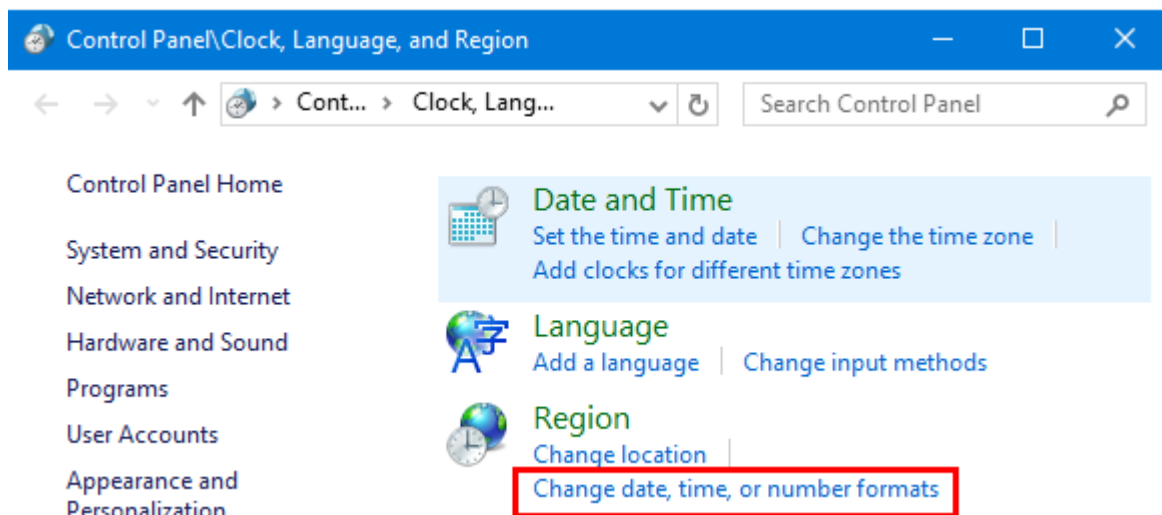 Control Panel\Clock, Language, and Region
Cont... Clock, Lang... Search Control Panel
Control Panel Home
System and Security
Network and Internet
Hardware and Sound
Programs
User Accounts
Appearance and
Personalization
Date and Time
Set the time and date Change the time zone
Add clocks for different time zones
字
A
Language
Add a language Change input methods
Region
Change location
Change date, time, or number formats